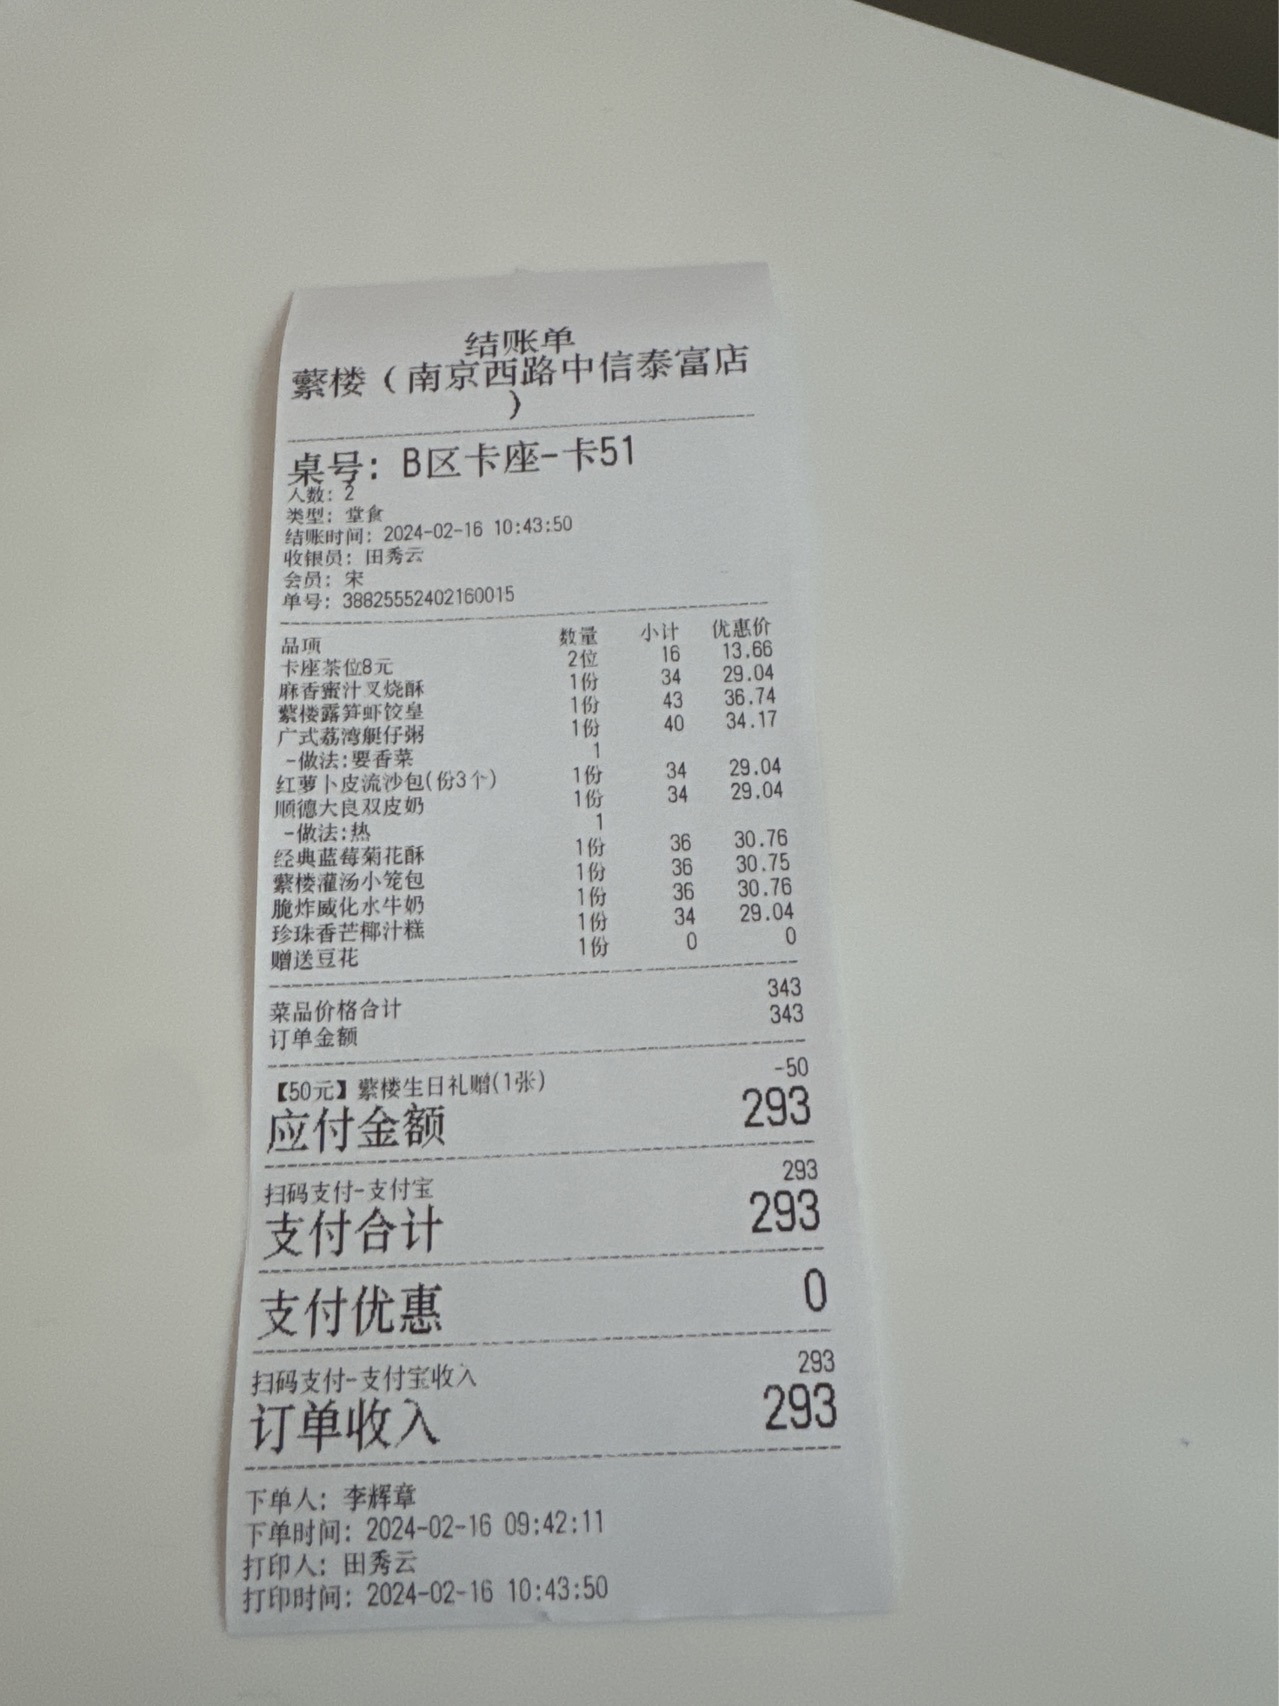 结账单
蘩楼（南京西路中信泰富店
）
桌号: B区卡座-卡51
人数: 2
类型: 堂食
结账时间: 2024-02-16 10:43:50
收银员: 田秀云
会员: 宋
单号: 38825552402160015
品项 数量 小计 优惠价
卡座茶位8元 2位 16 13.66
麻香蜜汁叉烧酥 1份 34 29.04
蘩楼露笋虾饺皇 1份 43 36.74
广式荔湾艇仔粥 1份 40 34.17
-做法:要香菜 1
红萝卜皮流沙包(份3个) 1份 34 29.04
顺德大良双皮奶 1份 34 29.04
-做法:热 1
经典蓝莓菊花酥 1份 36 30.76
蘩楼灌汤小笼包 1份 36 30.75
脆炸威化水牛奶 1份 36 30.76
珍珠香芒椰汁糕 1份 34 29.04
赠送豆花 1份 0 0
菜品价格合计 343
订单金额 343
【50元】蘩楼生日礼赠(1张) -50
应付金额 293
扫码支付-支付宝 293
支付合计 293
支付优惠 0
扫码支付-支付宝收入 293
订单收入 293
下单人: 李辉章
下单时间: 2024-02-16 09:42:11
打印人: 田秀云
打印时间: 2024-02-16 10:43:50